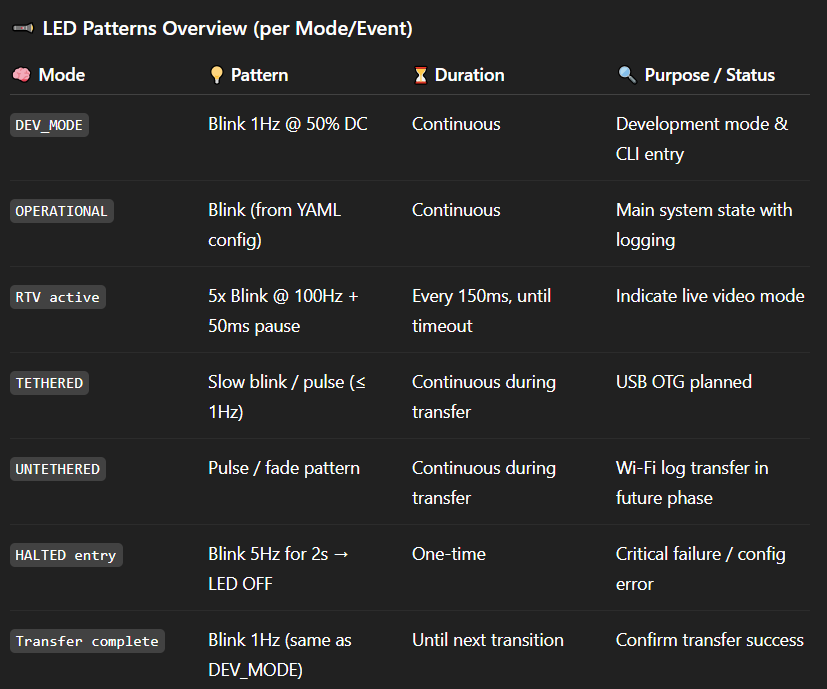 LED Patterns Overview (per Mode/Event)
🧠 Mode 💡 Pattern ⏳ Duration 🔍 Purpose / Status
DEV_MODE Blink 1Hz @ 50% DC Continuous Development mode &
CLI entry
OPERATIONAL Blink (from YAML Continuous Main system state with
config) logging
RTV active 5x Blink @ 100Hz + Every 150ms, until Indicate live video mode
50ms pause timeout
TETHERED Slow blink / pulse (≤ Continuous during USB OTG planned
1Hz) transfer
UNTETHERED Pulse / fade pattern Continuous during Wi-Fi log transfer in
transfer future phase
HALTED entry Blink 5Hz for 2s → One-time Critical failure / config
LED OFF error
Transfer complete Blink 1Hz (same as Until next transition Confirm transfer success
DEV_MODE)